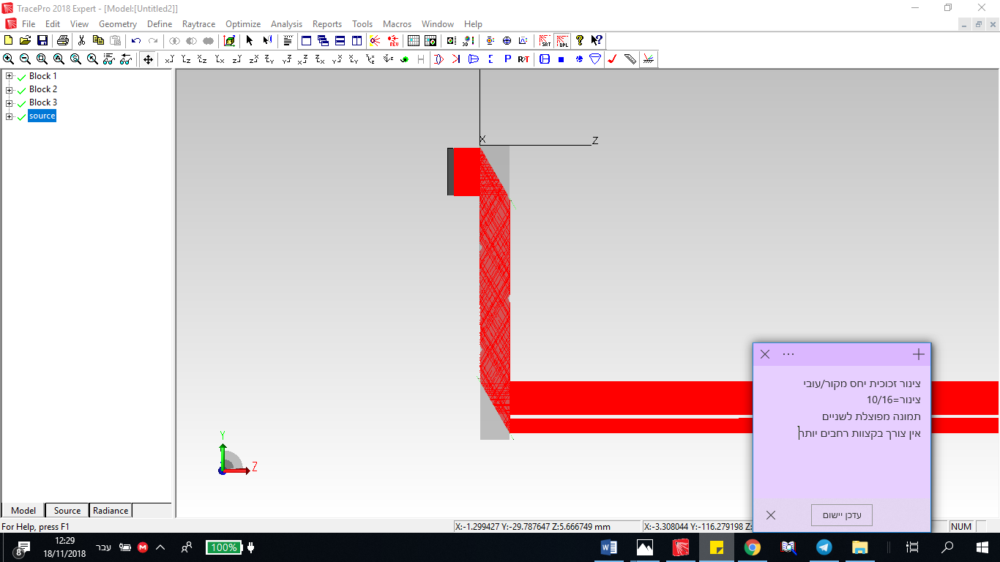 TracePro 2018 Expert - [Model:[Untitled2]]
File Edit View Geometry Define Raytrace Optimize Analysis Reports Tools Macros Window Help
Block 1
Block 2
Block 3
source
X
Z
Y
Z
צינור זכוכית יחס מקור/עובי
צינור=10/16
תמונה מפוצלת לשניים
אין צורך בקצוות רחבים יותר
עדכן יישום
Model Source Radiance
For Help, press F1
X:-1.299427 Y:-29.787647 Z:5.666749 mm
X:-3.308044 Y:-116.279198 Z:
NUM
12:29
18/11/2018
עבר
100%
8